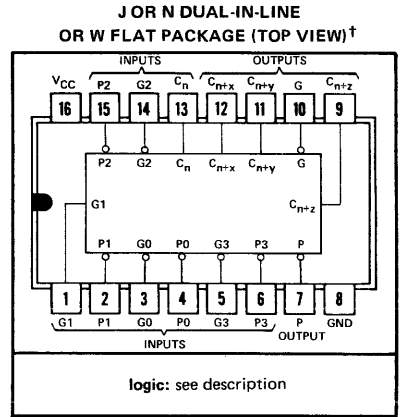 J OR N DUAL-IN-LINE
OR W FLAT PACKAGE (TOP VIEW)†
INPUTS OUTPUTS
VCC P2 G2 Cn Cn+x Cn+y G Cn+z
16 15 14 13 12 11 10 9
P2 G2 Cn Cn+x Cn+y G
G1 Cn+z
P1 G0 P0 G3 P3 P
1 2 3 4 5 6 7 8
G1 P1 G0 P0 G3 P3 P GND
INPUTS OUTPUT
logic: see description